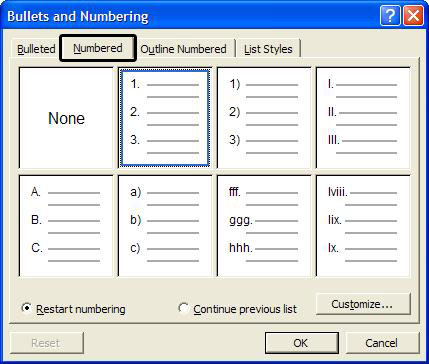 Bullets and Numbering
Bulleted
Numbered
Outline Numbered
List Styles
None
1.
2.
3.
1)
2)
3)
I.
II.
III.
A.
B.
C.
a)
b)
c)
fff.
ggg.
hhh.
lviii.
lix.
lx.
Restart numbering
Continue previous list
Customize...
Reset
OK
Cancel